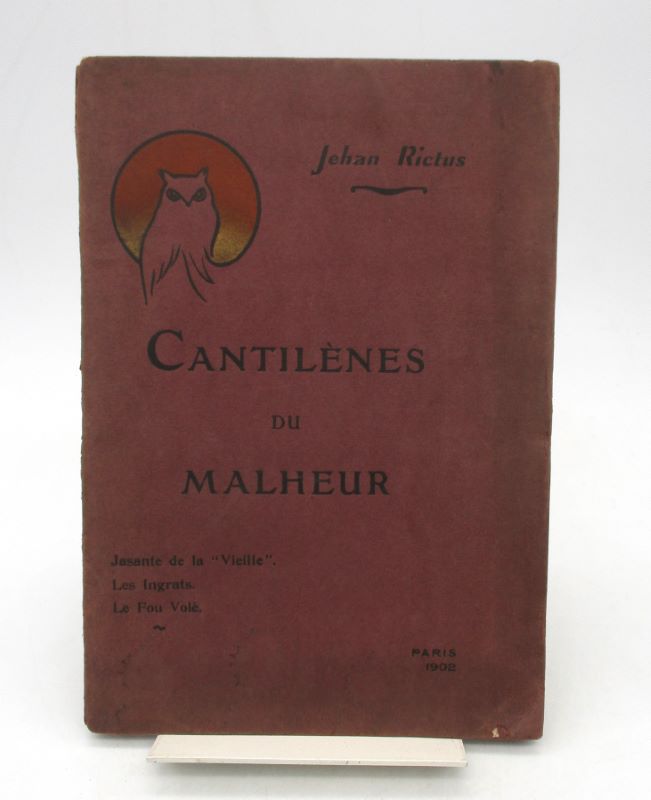 Jehan Rictus
CANTILÈNES
DU
MALHEUR
Jasante de la "Vieille".
Les Ingrats.
Le Fou Volé.
PARIS
1902